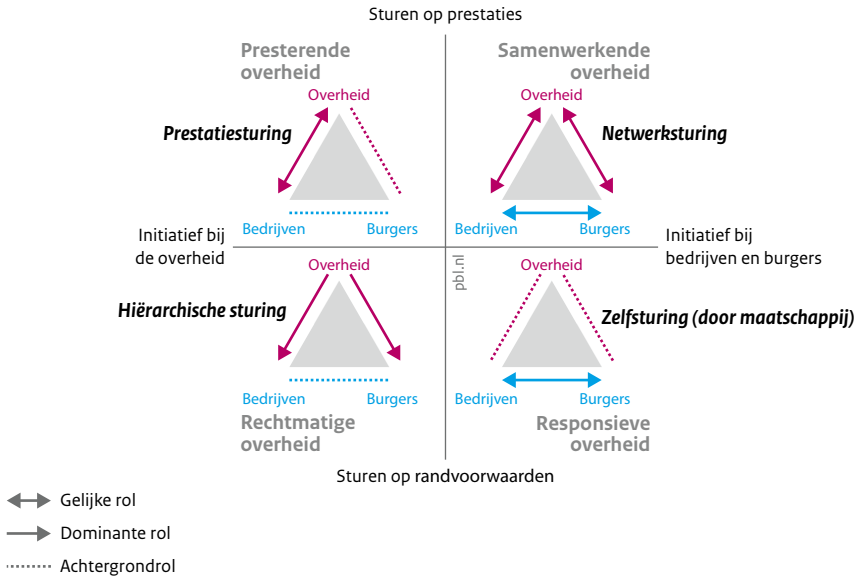 Sturen op prestaties
Presterende
overheid
Overheid
Prestatiesturing
Bedrijven
Burgers
Samenwerkende
overheid
Overheid
Netwerksturing
Bedrijven
Burgers
Initiatief bij
de overheid
Initiatief bij
bedrijven en burgers
pbl.nl
Overheid
Hiërarchische sturing
Bedrijven
Burgers
Rechtmatige
overheid
Overheid
Zelfsturing (door maatschappij)
Bedrijven
Burgers
Responsieve
overheid
Sturen op randvoorwaarden
Gelijke rol
Dominante rol
Achtergrondrol